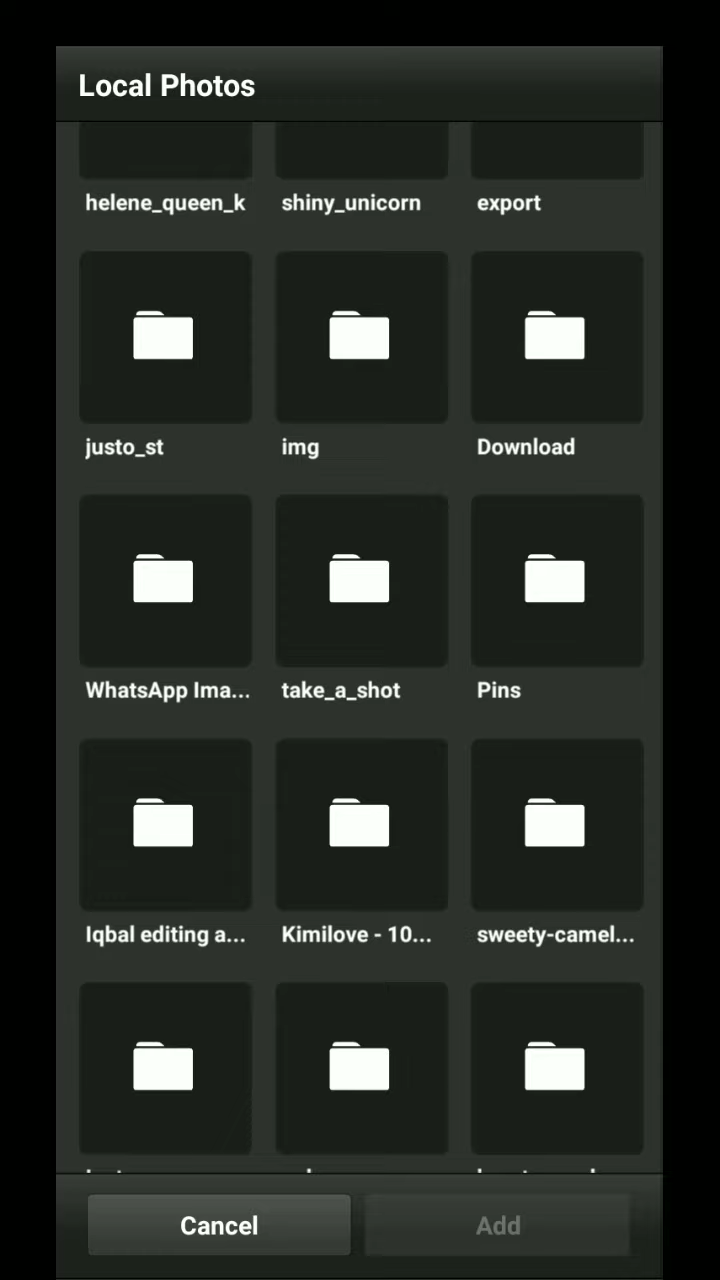 Local Photos
helene_queen_k
shiny_unicorn
export
justo_st
img
Download
WhatsApp Ima...
take_a_shot
Pins
Iqbal editing a...
Kimilove - 10...
sweety-camel...
Cancel
Add